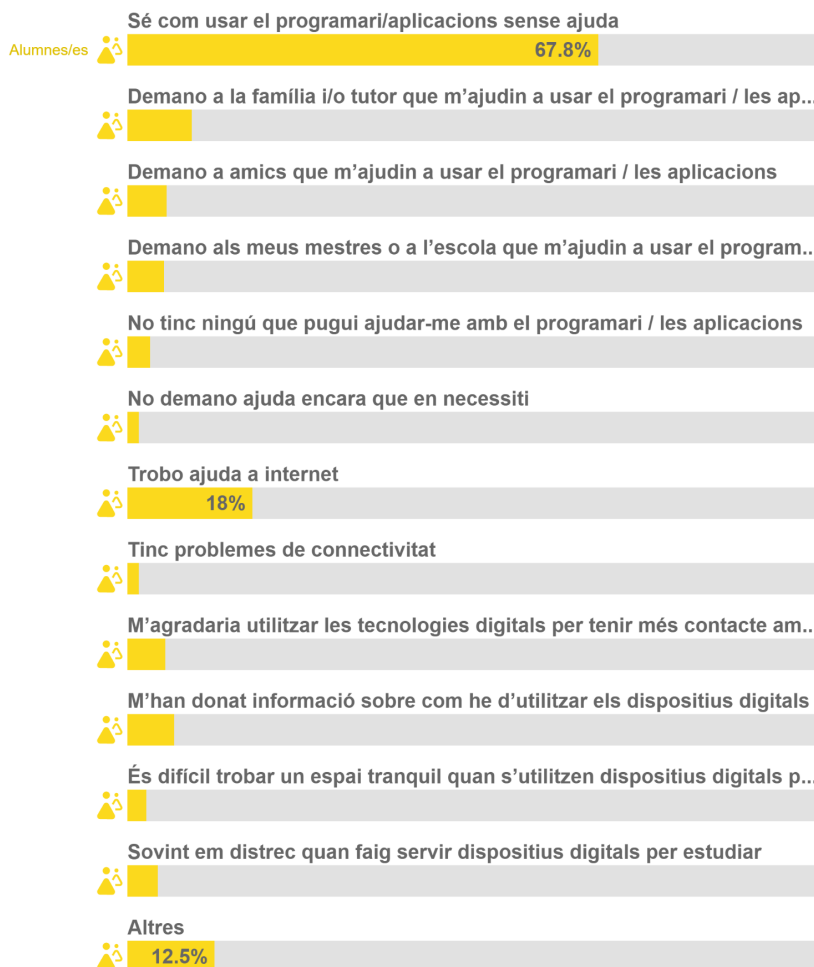 Sé com usar el programari/aplicacions sense ajuda
Alumnes/es
67.8%
Demano a la família i/o tutor que m’ajudin a usar el programari / les ap...
Demano a amics que m’ajudin a usar el programari / les aplicacions
Demano als meus mestres o a l’escola que m’ajudin a usar el program...
No tinc ningú que pugui ajudar-me amb el programari / les aplicacions
No demano ajuda encara que en necessiti
Trobo ajuda a internet
18%
Tinc problemes de connectivitat
M’agradaria utilitzar les tecnologies digitals per tenir més contacte am...
M’han donat informació sobre com he d’utilitzar els dispositius digitals
És difícil trobar un espai tranquil quan s’utilitzen dispositius digitals p...
Sovint em distrec quan faig servir dispositius digitals per estudiar
Altres
12.5%